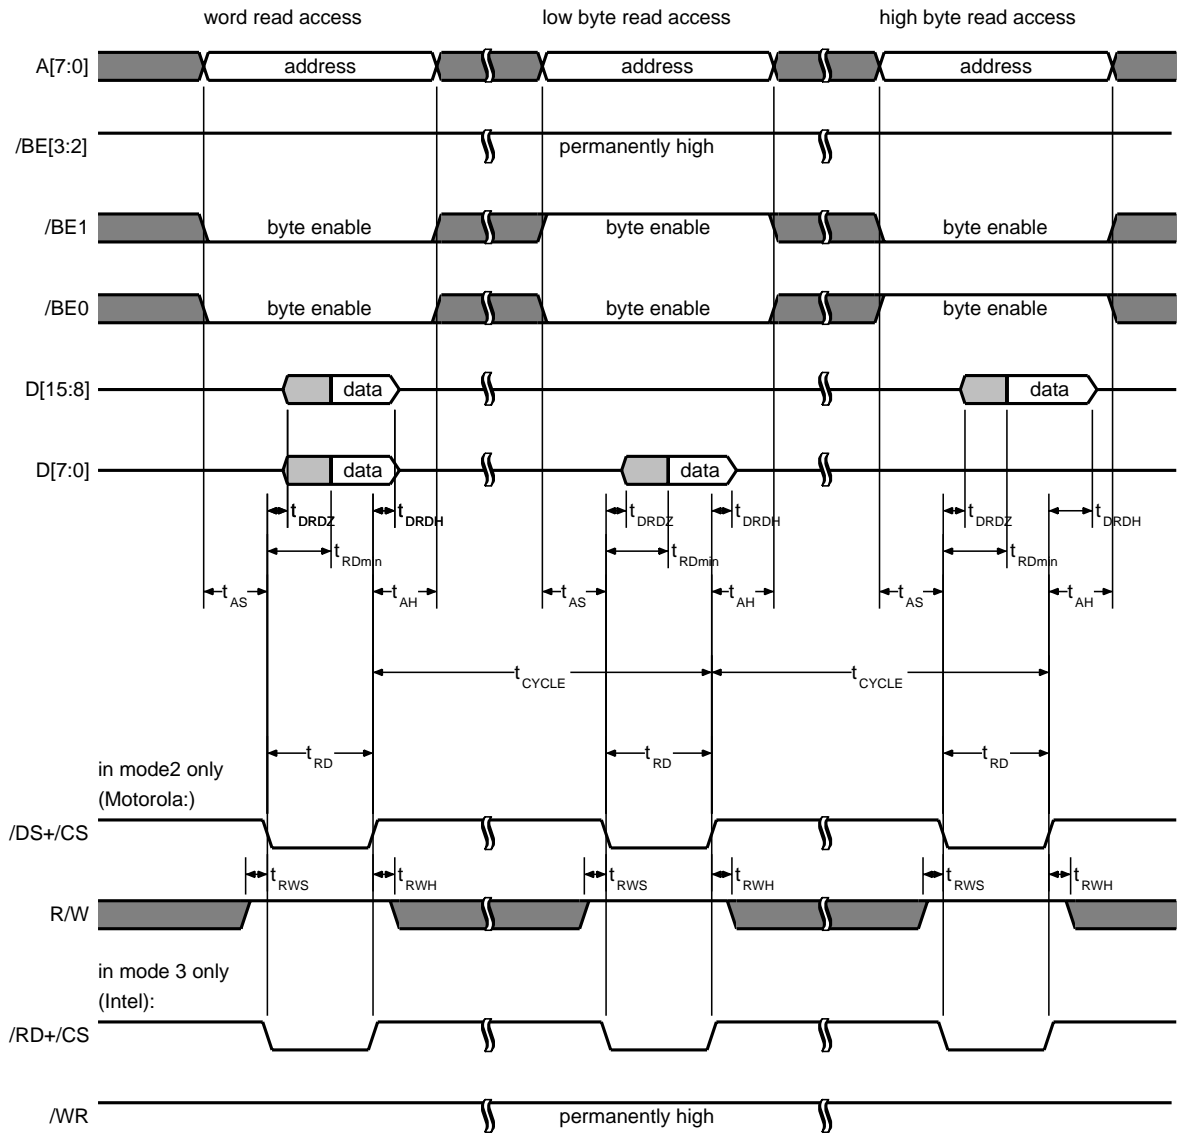 word read access low byte read access high byte read access
A[7:0] address address address
/BE[3:2] permanently high
/BE1 byte enable byte enable byte enable
/BE0 byte enable byte enable byte enable
D[15:8] data data
D[7:0] data data
tDRDZ tDRDH tDRDZ tDRDH tDRDZ tDRDH
tRDmin tRDmin tRDmin
tAS tAH tAS tAH tAS tAH
tCYCLE tCYCLE
tRD tRD tRD
in mode2 only
(Motorola:)
/DS+/CS
tRWS tRWH tRWS tRWH tRWS tRWH
R/W
in mode 3 only
(Intel):
/RD+/CS
/WR permanently high